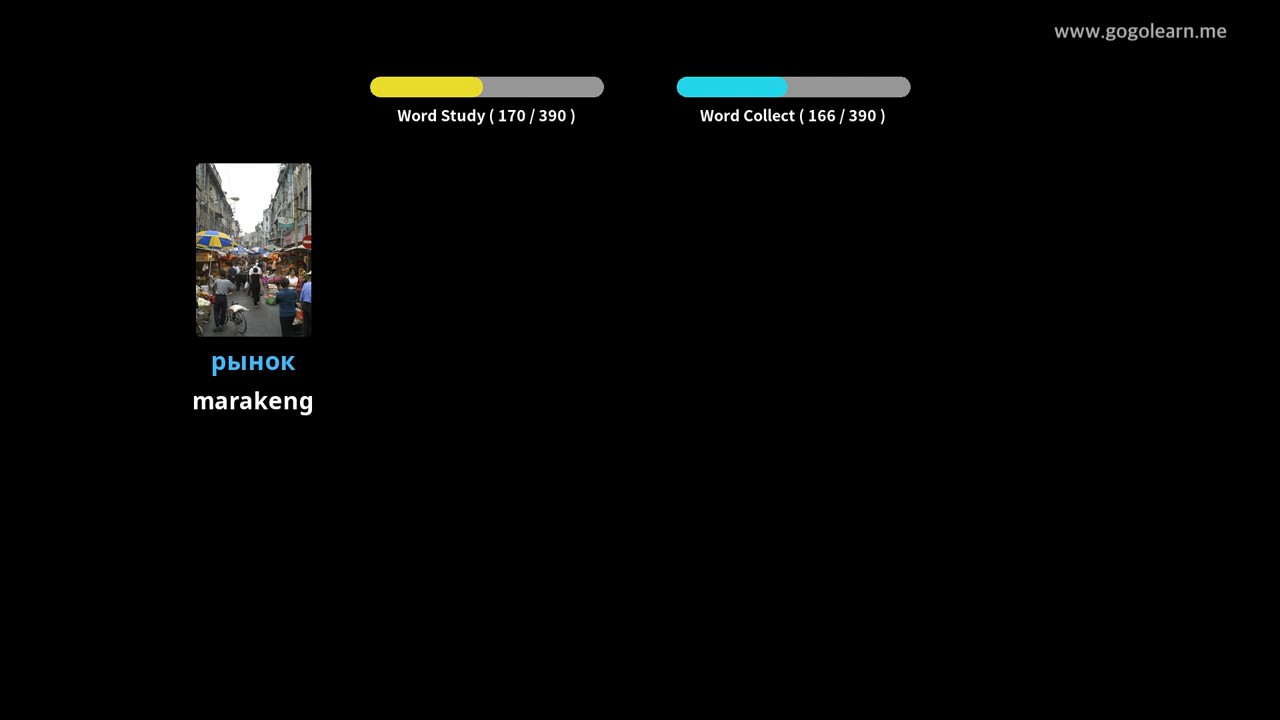 www.gogolearn.me
Word Study ( 170 / 390 )
Word Collect ( 166 / 390 )
рынок
marakeng